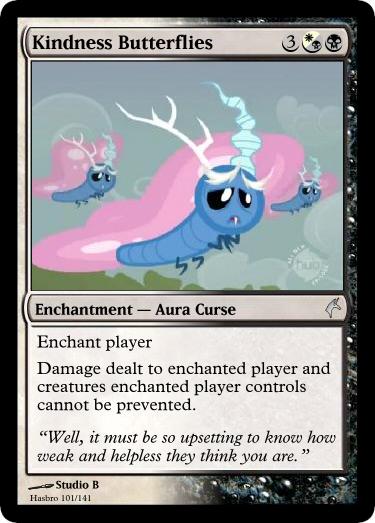 Kindness Butterflies 3
hub
Enchantment — Aura Curse
Enchant player
Damage dealt to enchanted player and
creatures enchanted player controls
cannot be prevented.
“Well, it must be so upsetting to know how
weak and helpless they think you are.”
Studio B
Hasbro 101/141